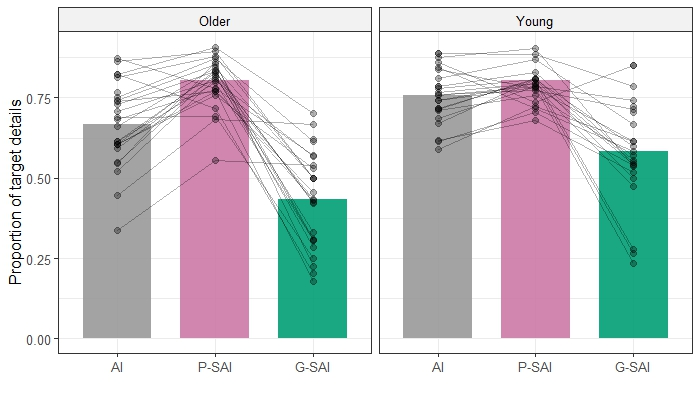 Older Young
Proportion of target details
0.75
0.50
0.25
0.00
AI P-SAI G-SAI AI P-SAI G-SAI